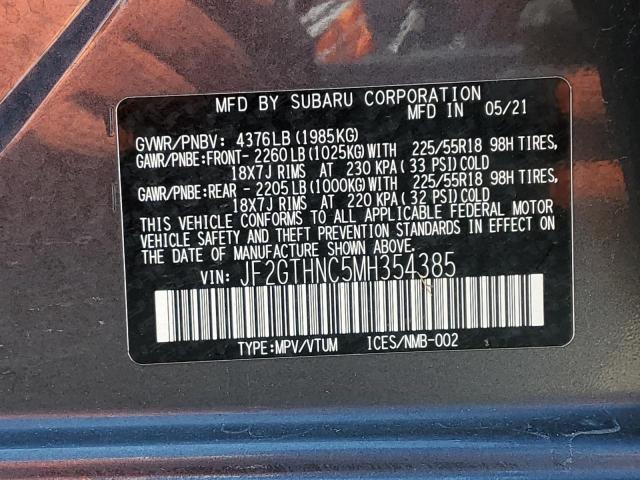 MFD BY SUBARU CORPORATION
MFD IN 05/21
GVWR/PNBV: 4376LB(1985KG)
GAWR/PNBE:FRONT- 2260LB(1025KG)WITH 225/55R18 98H TIRES,
18X7J RIMS AT 230 KPA(33 PSI)COLD
GAWR/PNBE:REAR - 2205LB(1000KG)WITH 225/55R18 98H TIRES,
18X7J RIMS AT 220 KPA(32 PSI)COLD
THIS VEHICLE CONFORMS TO ALL APPLICABLE FEDERAL MOTOR
VEHICLE SAFETY AND THEFT PREVENTION STANDARDS IN EFFECT ON
THE DATE OF MANUFACTURE SHOWN ABOVE.
VIN: JF2GTHNC5MH354385
TYPE:MPV/VTUM ICES/NMB-002